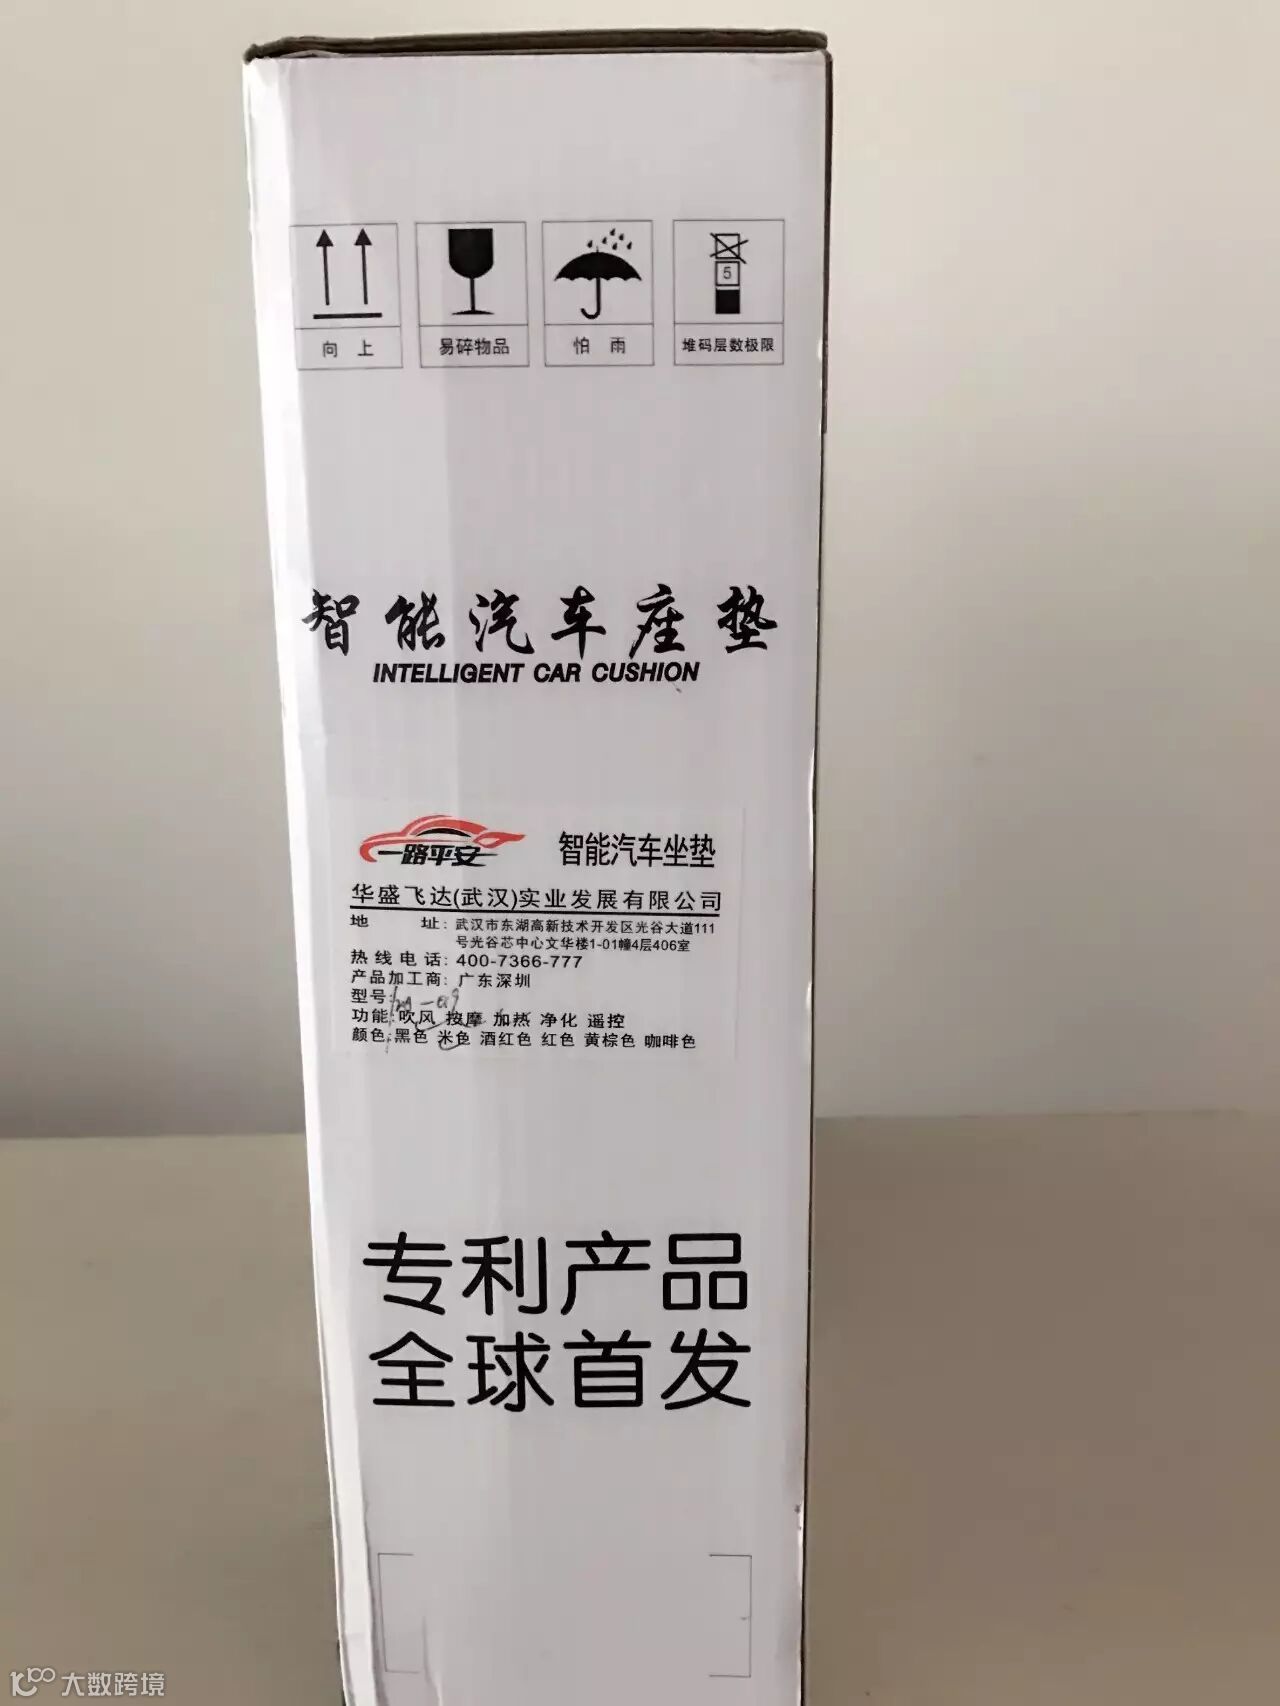 5
向 上
易碎物品
怕 雨
堆码层数极限
智能汽车座垫
INTELLIGENT CAR CUSHION
一路平安
智能汽车坐垫
华盛飞达(武汉)实业发展有限公司
地 址: 武汉市东湖高新技术开发区光谷大道111
号光谷芯中心文华楼1-01幢4层406室
热线电话: 400-7366-777
产品加工商: 广东深圳
型号:
功能: 吹风 按摩 加热 净化 遥控
颜色: 黑色 米色 酒红色 红色 黄棕色 咖啡色
专利产品
全球首发
大数跨境